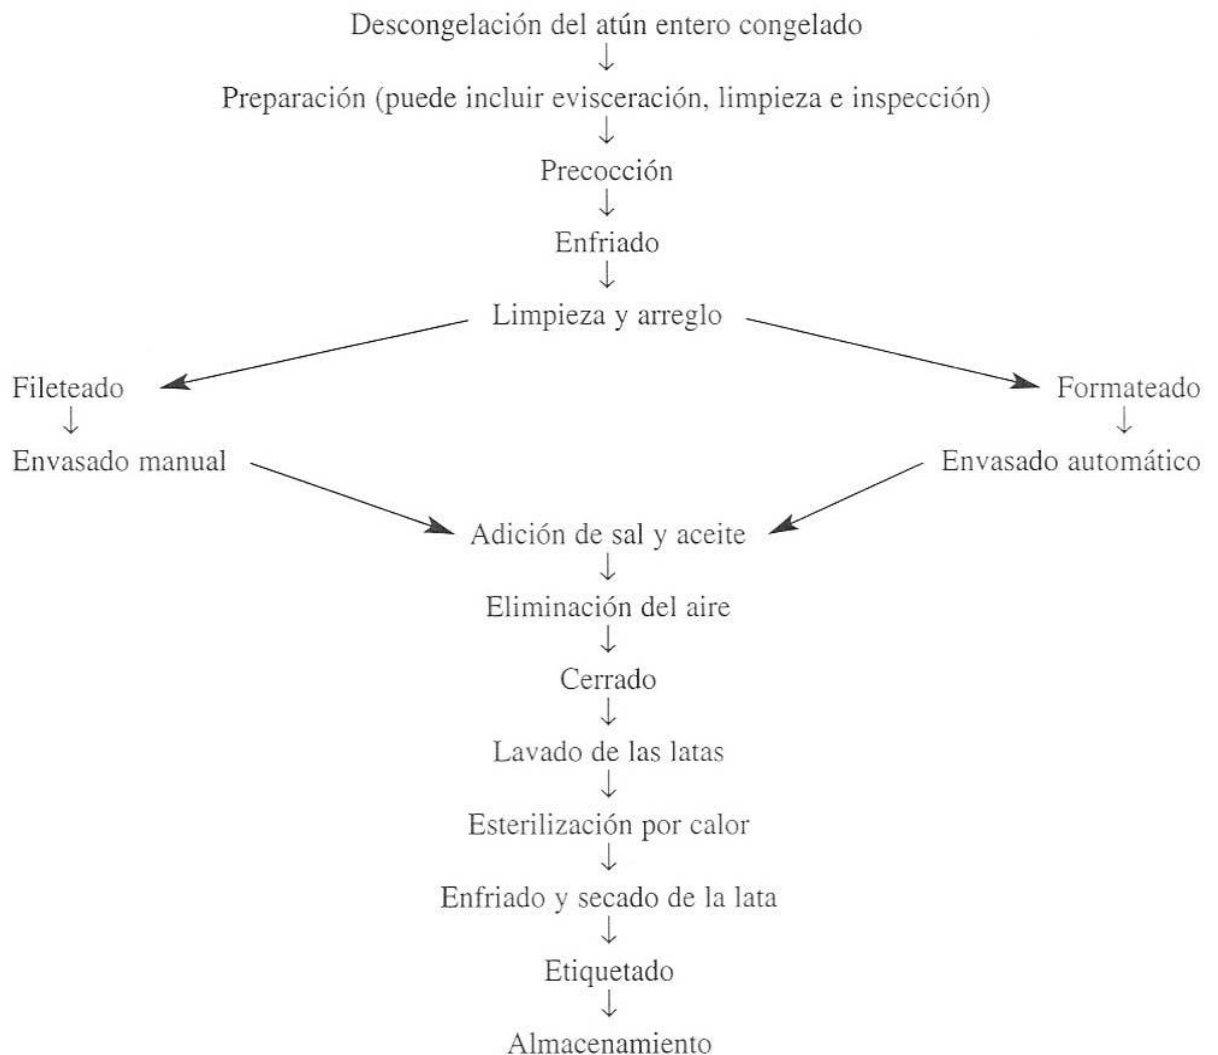 Descongelación del atún entero congelado
Preparación (puede incluir evisceración, limpieza e inspección)
Precocción
Enfriado
Limpieza y arreglo
Fileteado
Formateado
Envasado manual
Envasado automático
Adición de sal y aceite
Eliminación del aire
Cerrado
Lavado de las latas
Esterilización por calor
Enfriado y secado de la lata
Etiquetado
Almacenamiento